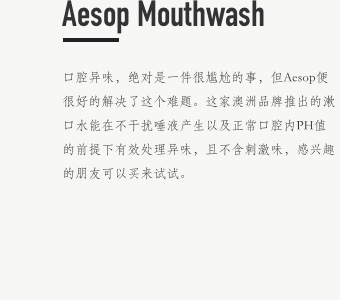 Aesop Mouthwash
口腔异味，绝对是一件很尴尬的事，但Aesop便
很好的解决了这个难题。这家澳洲品牌推出的漱
口水能在不干扰唾液产生以及正常口腔内PH值
的前提下有效处理异味，且不含刺激味，感兴趣
的朋友可以买来试试。